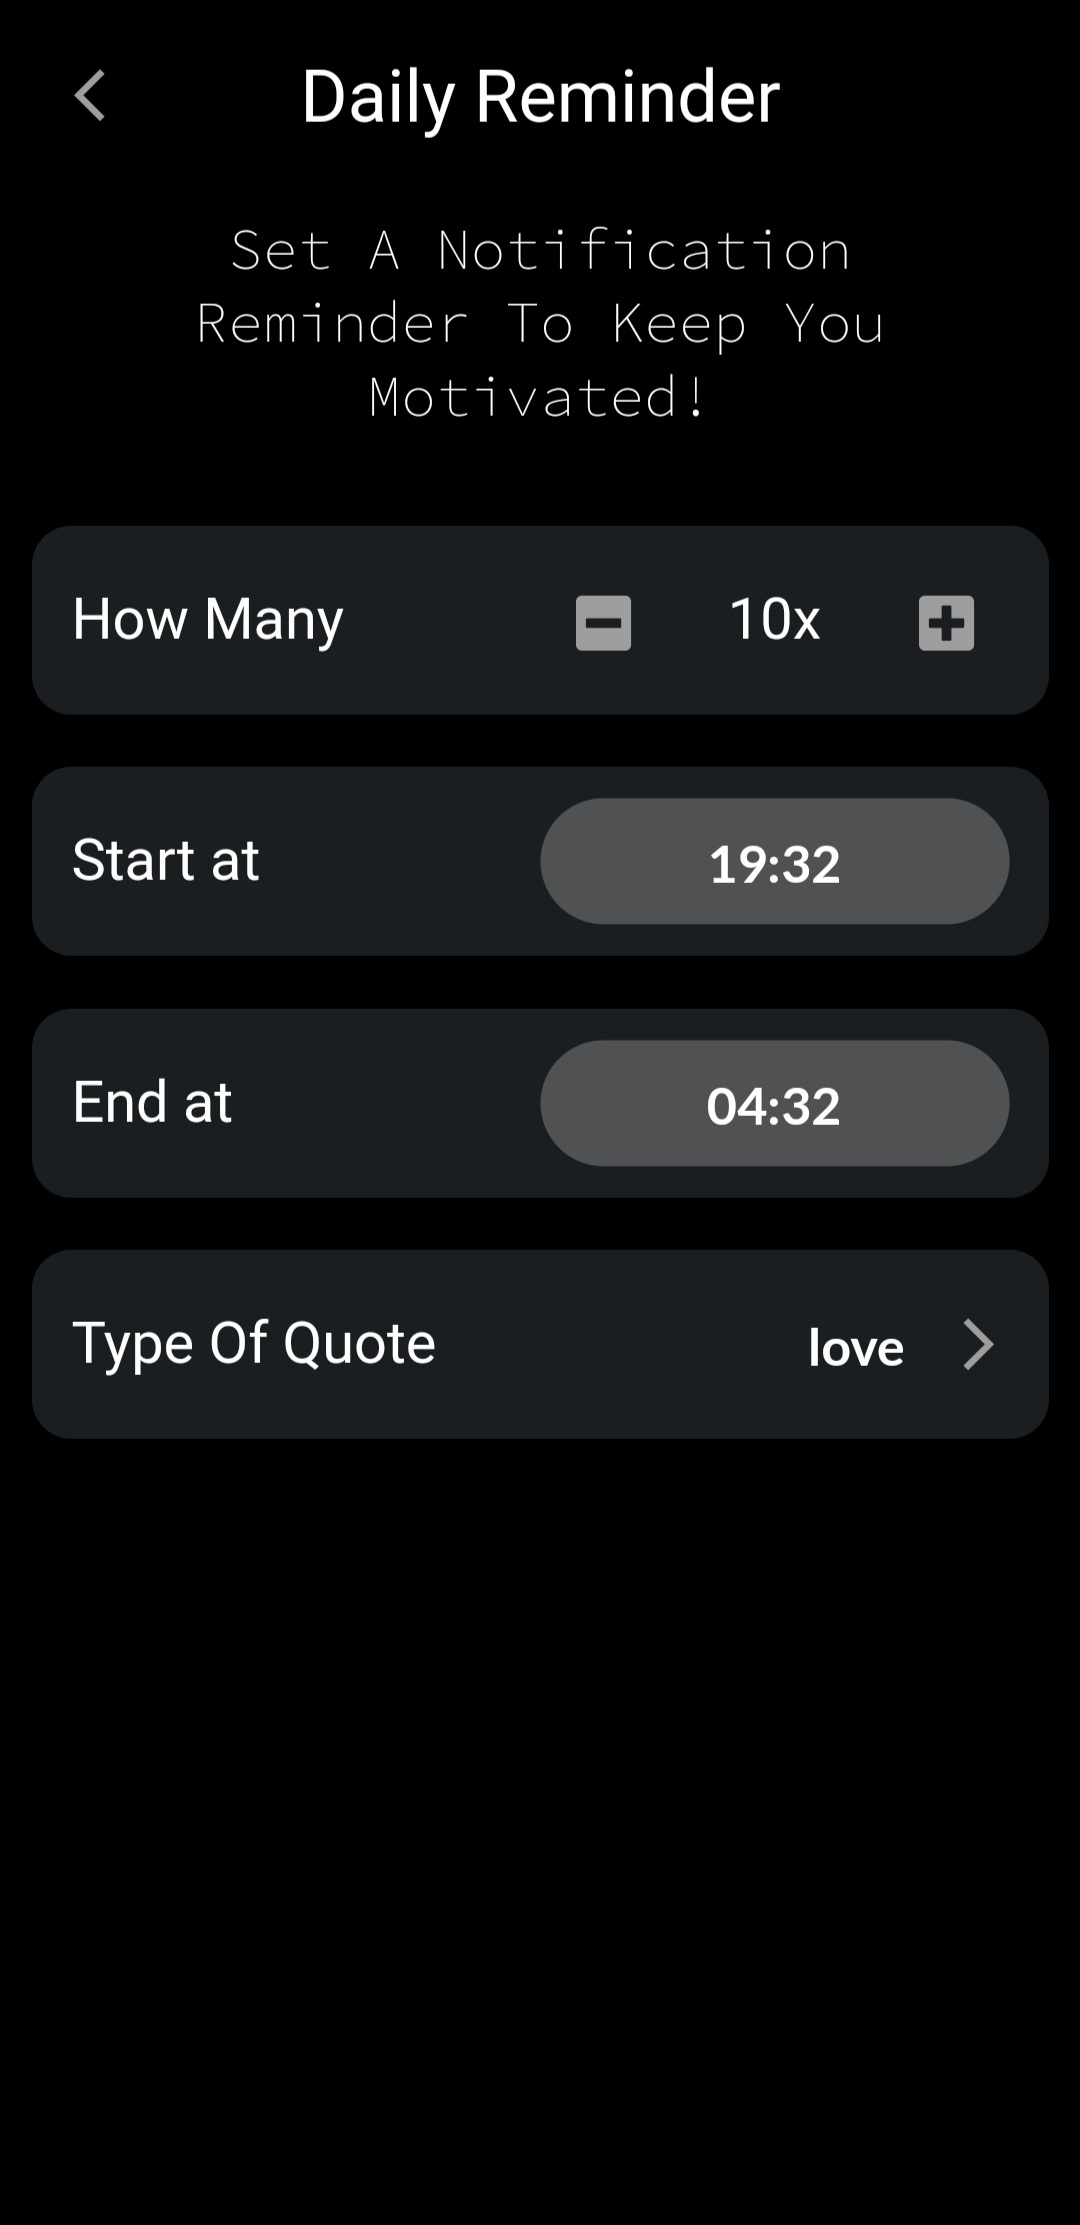 Daily Reminder
Set A Notification
Reminder To Keep You
Motivated!
How Many 10x
Start at 19:32
End at 04:32
Type Of Quote love